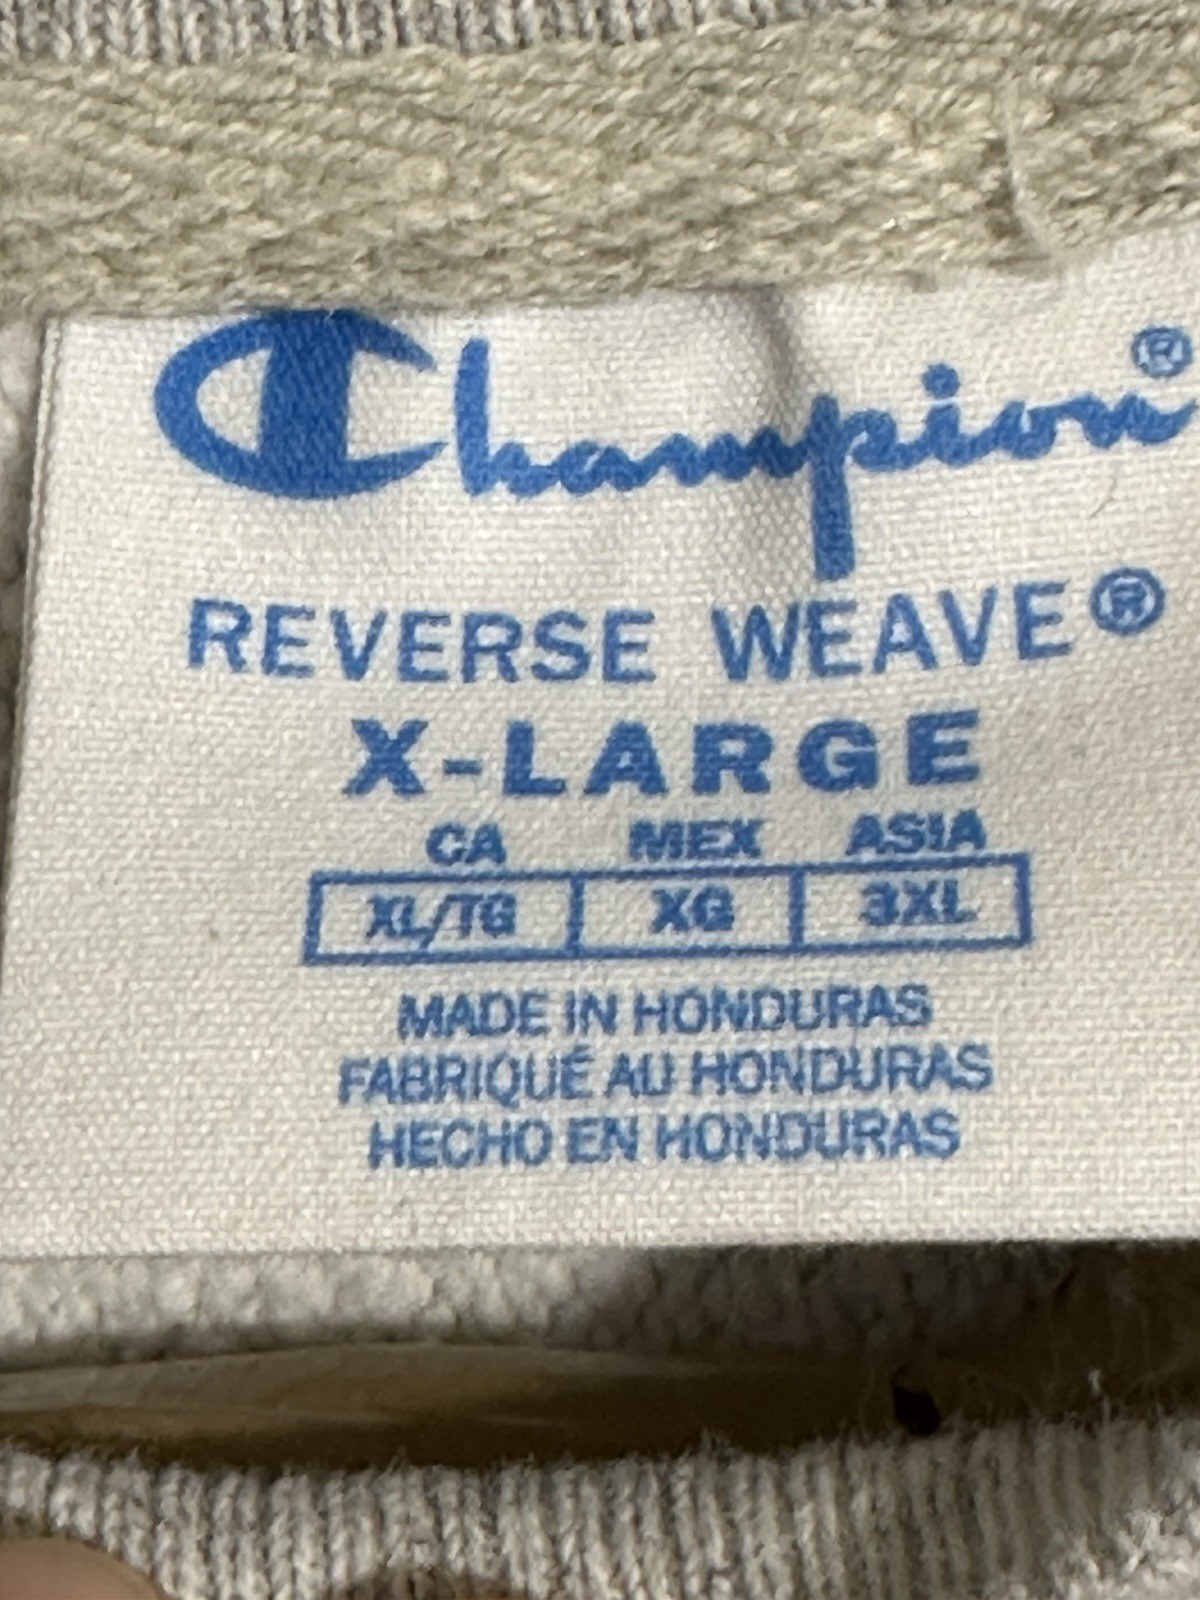 Champion®
REVERSE WEAVE®
X-LARGE
CA MEX ASIA
XL/TG XG 3XL
MADE IN HONDURAS
FABRIQUÉ AU HONDURAS
HECHO EN HONDURAS